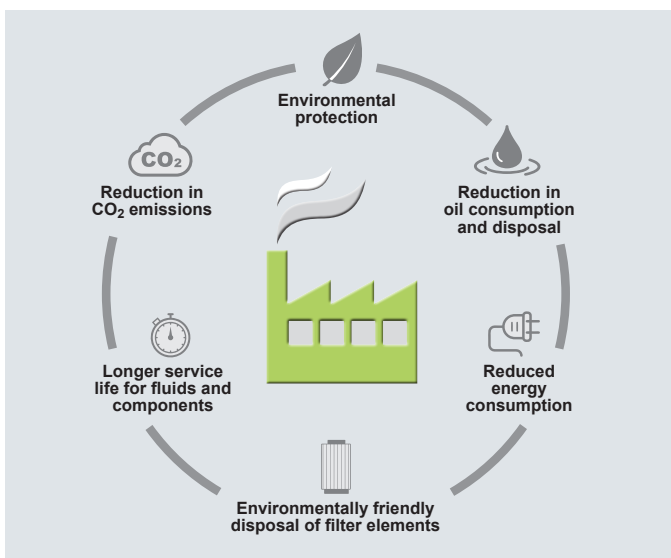 Environmental
protection
CO₂
Reduction in
CO₂ emissions
Reduction in
oil consumption
and disposal
Longer service
life for fluids and
components
Reduced
energy
consumption
Environmentally friendly
disposal of filter elements